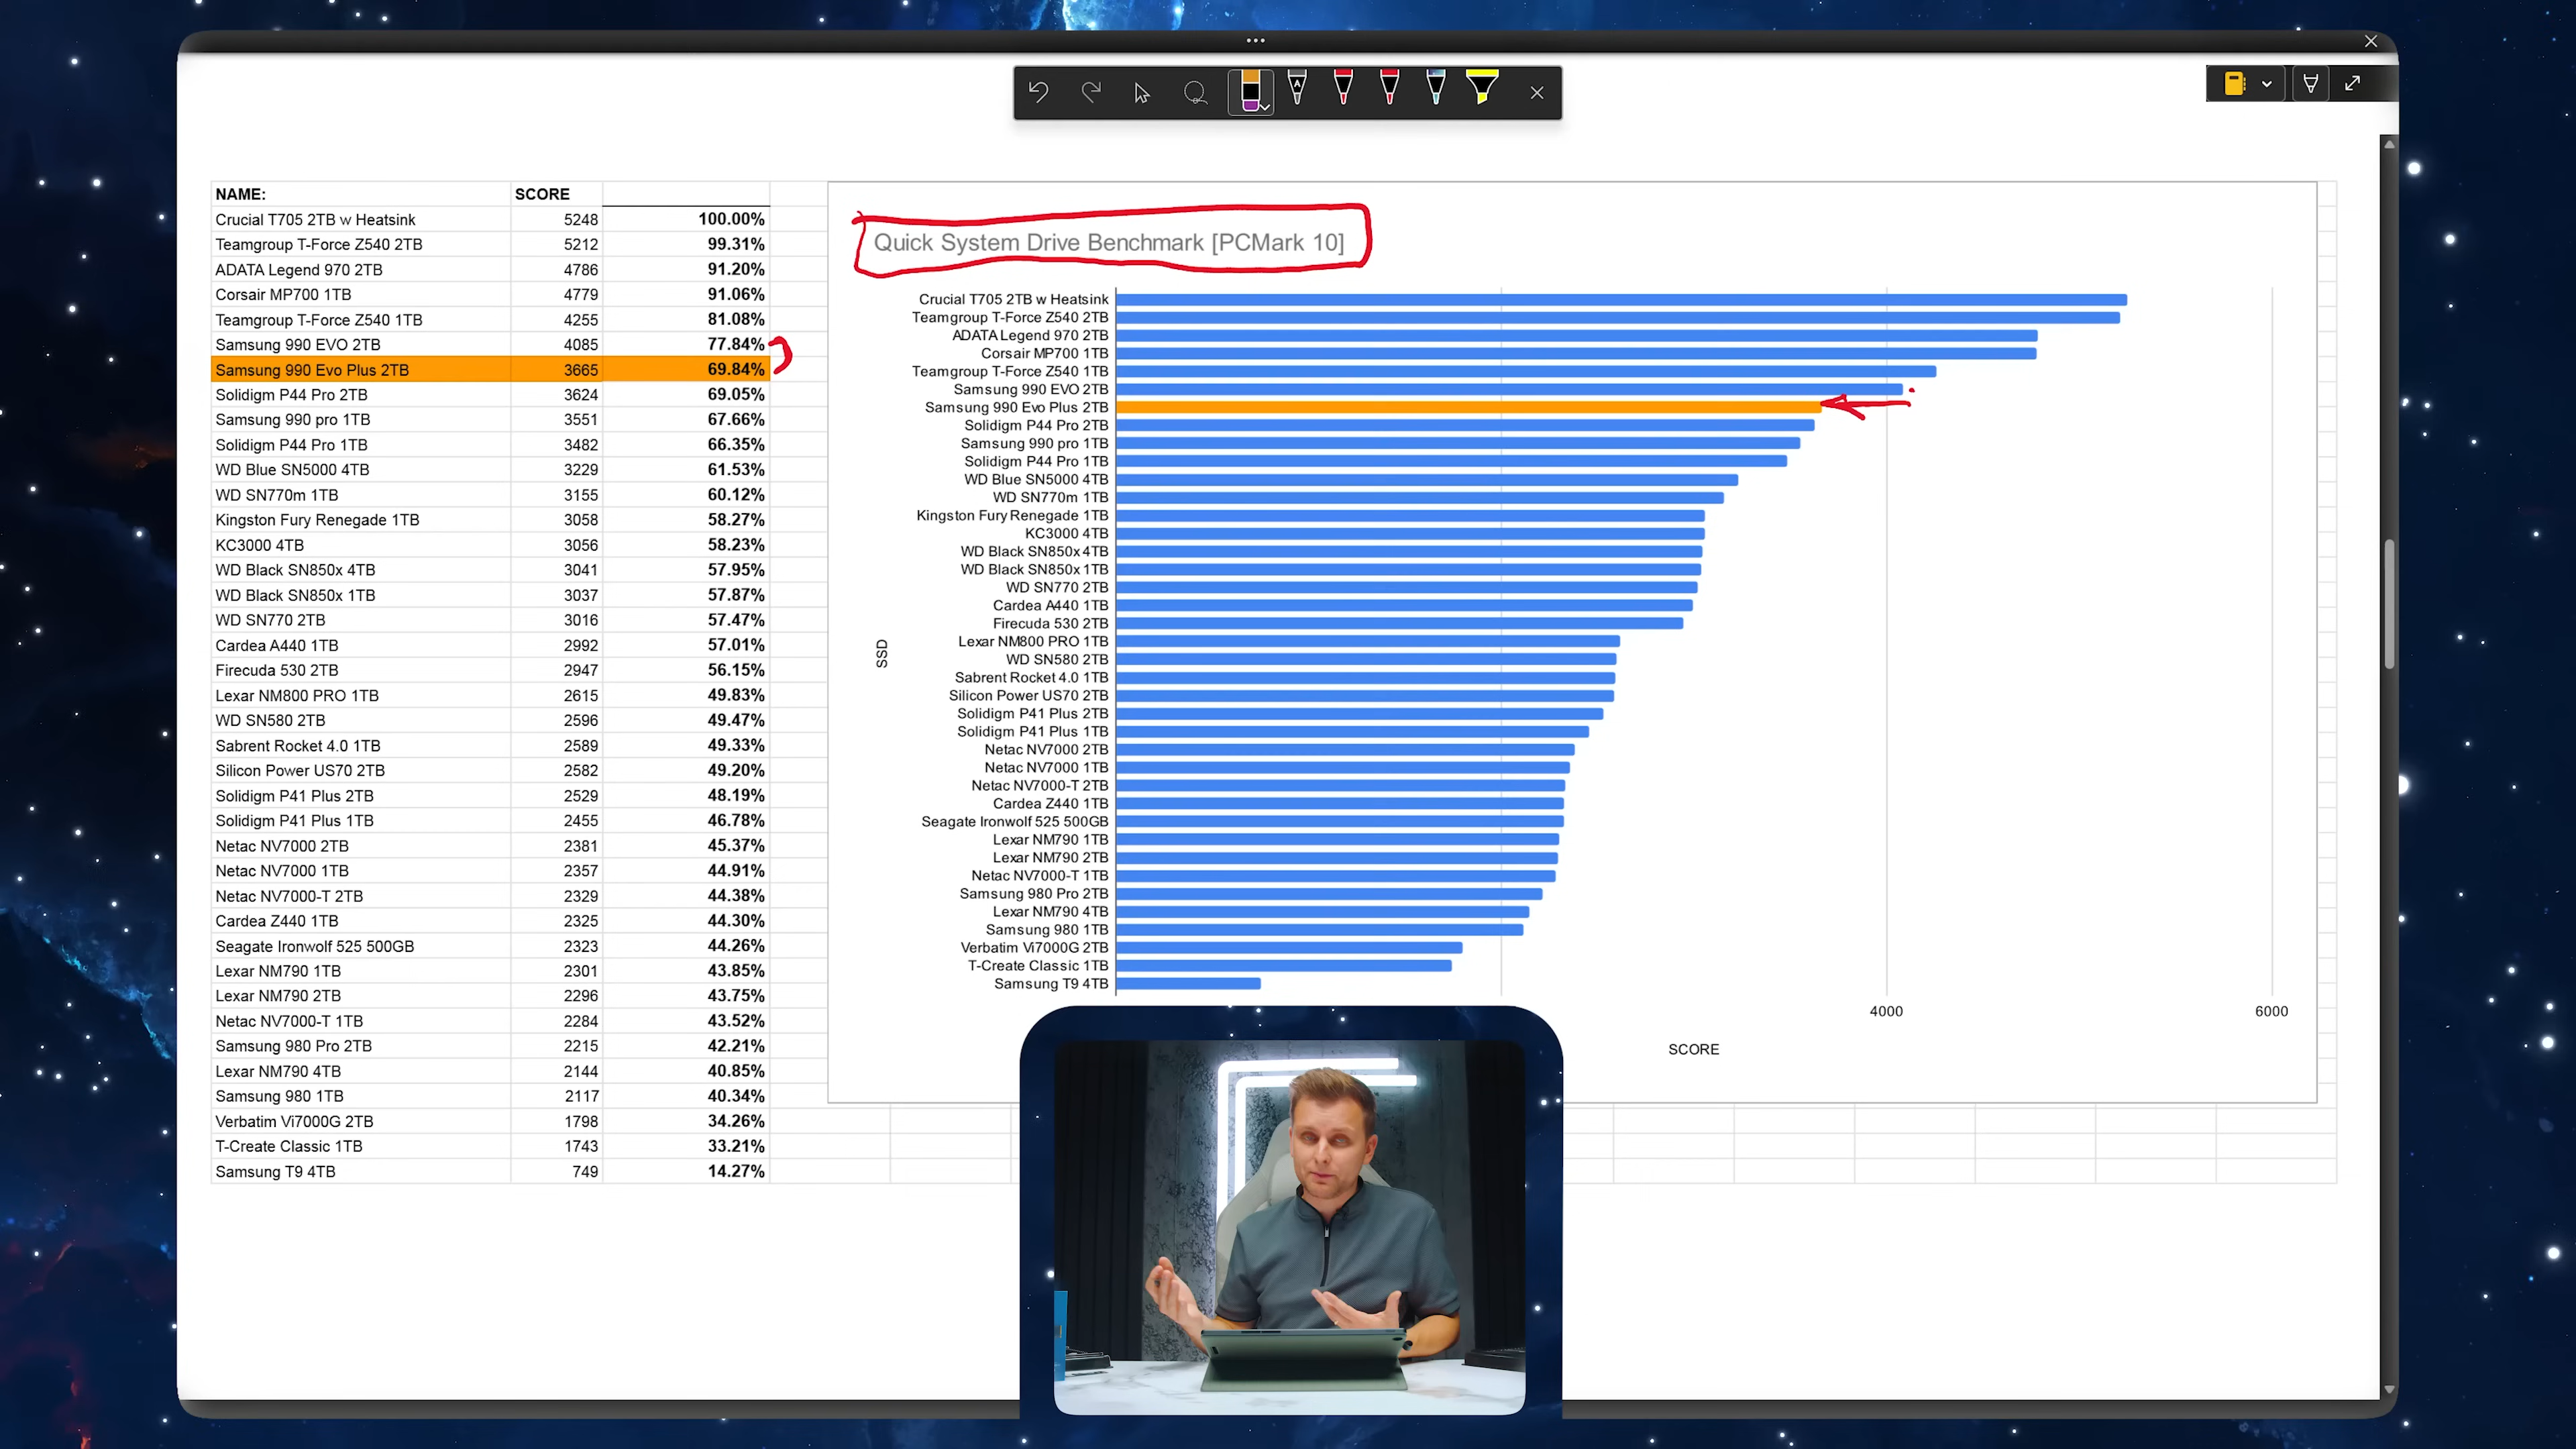 NAME: SCORE
Crucial T705 2TB w Heatsink 5248 100.00%
Teamgroup T-Force Z540 2TB 5212 99.31%
ADATA Legend 970 2TB 4786 91.20%
Corsair MP700 1TB 4779 91.06%
Teamgroup T-Force Z540 1TB 4255 81.08%
Samsung 990 EVO 2TB 4085 77.84%
Samsung 990 Evo Plus 2TB 3665 69.84%
Solidigm P44 Pro 2TB 3624 69.05%
Samsung 990 pro 1TB 3551 67.66%
Solidigm P44 Pro 1TB 3482 66.35%
WD Blue SN5000 4TB 3229 61.53%
WD SN770m 1TB 3155 60.12%
Kingston Fury Renegade 1TB 3058 58.27%
KC3000 4TB 3056 58.23%
WD Black SN850x 4TB 3041 57.95%
WD Black SN850x 1TB 3037 57.87%
WD SN770 2TB 3016 57.47%
Cardea A440 1TB 2992 57.01%
Firecuda 530 2TB 2947 56.15%
Lexar NM800 PRO 1TB 2615 49.83%
WD SN580 2TB 2596 49.47%
Sabrent Rocket 4.0 1TB 2589 49.33%
Silicon Power US70 2TB 2582 49.20%
Solidigm P41 Plus 2TB 2529 48.19%
Solidigm P41 Plus 1TB 2455 46.78%
Netac NV7000 2TB 2381 45.37%
Netac NV7000 1TB 2357 44.91%
Netac NV7000-T 2TB 2329 44.38%
Cardea Z440 1TB 2325 44.30%
Seagate Ironwolf 525 500GB 2323 44.26%
Lexar NM790 1TB 2301 43.85%
Lexar NM790 2TB 2296 43.75%
Netac NV7000-T 1TB 2284 43.52%
Samsung 980 Pro 2TB 2215 42.21%
Lexar NM790 4TB 2144 40.85%
Samsung 980 1TB 2117 40.34%
Verbatim Vi7000G 2TB 1798 34.26%
T-Create Classic 1TB 1743 33.21%
Samsung T9 4TB 749 14.27%
Quick System Drive Benchmark [PCMark 10]
Crucial T705 2TB w Heatsink
Teamgroup T-Force Z540 2TB
ADATA Legend 970 2TB
Corsair MP700 1TB
Teamgroup T-Force Z540 1TB
Samsung 990 EVO 2TB
Samsung 990 Evo Plus 2TB
Solidigm P44 Pro 2TB
Samsung 990 pro 1TB
Solidigm P44 Pro 1TB
WD Blue SN5000 4TB
WD SN770m 1TB
Kingston Fury Renegade 1TB
KC3000 4TB
WD Black SN850x 4TB
WD Black SN850x 1TB
WD SN770 2TB
Cardea A440 1TB
Firecuda 530 2TB
Lexar NM800 PRO 1TB
WD SN580 2TB
Sabrent Rocket 4.0 1TB
Silicon Power US70 2TB
Solidigm P41 Plus 2TB
Solidigm P41 Plus 1TB
Netac NV7000 2TB
Netac NV7000 1TB
Netac NV7000-T 2TB
Cardea Z440 1TB
Seagate Ironwolf 525 500GB
Lexar NM790 1TB
Lexar NM790 2TB
Netac NV7000-T 1TB
Samsung 980 Pro 2TB
Lexar NM790 4TB
Samsung 980 1TB
Verbatim Vi7000G 2TB
T-Create Classic 1TB
Samsung T9 4TB
SSD
4000 6000
SCORE